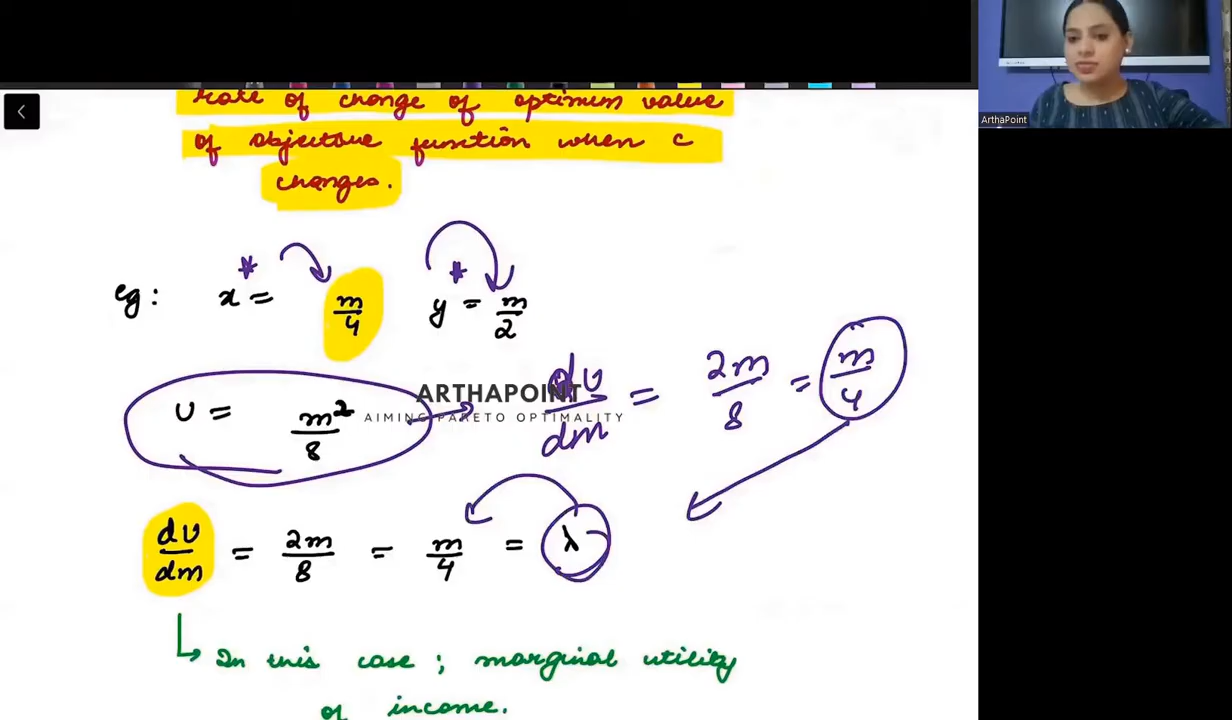 rate of change of optimum value
of objective function when c
changes.
eg: x* = m/4 y* = m/2
U = m²/8
dU/dm = 2m/8 = m/4
ARTHAPOINT
AIMING PARETO OPTIMALITY
dU/dm = 2m/8 = m/4 = λ
In this case; marginal utility
of income.
ArthaPoint